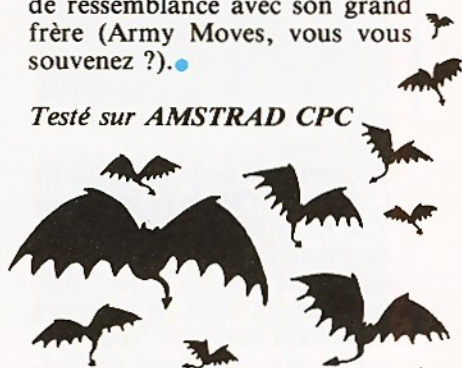 de ressemblance avec son grand
frère (Army Moves, vous vous
souvenez ?).
Testé sur AMSTRAD CPC